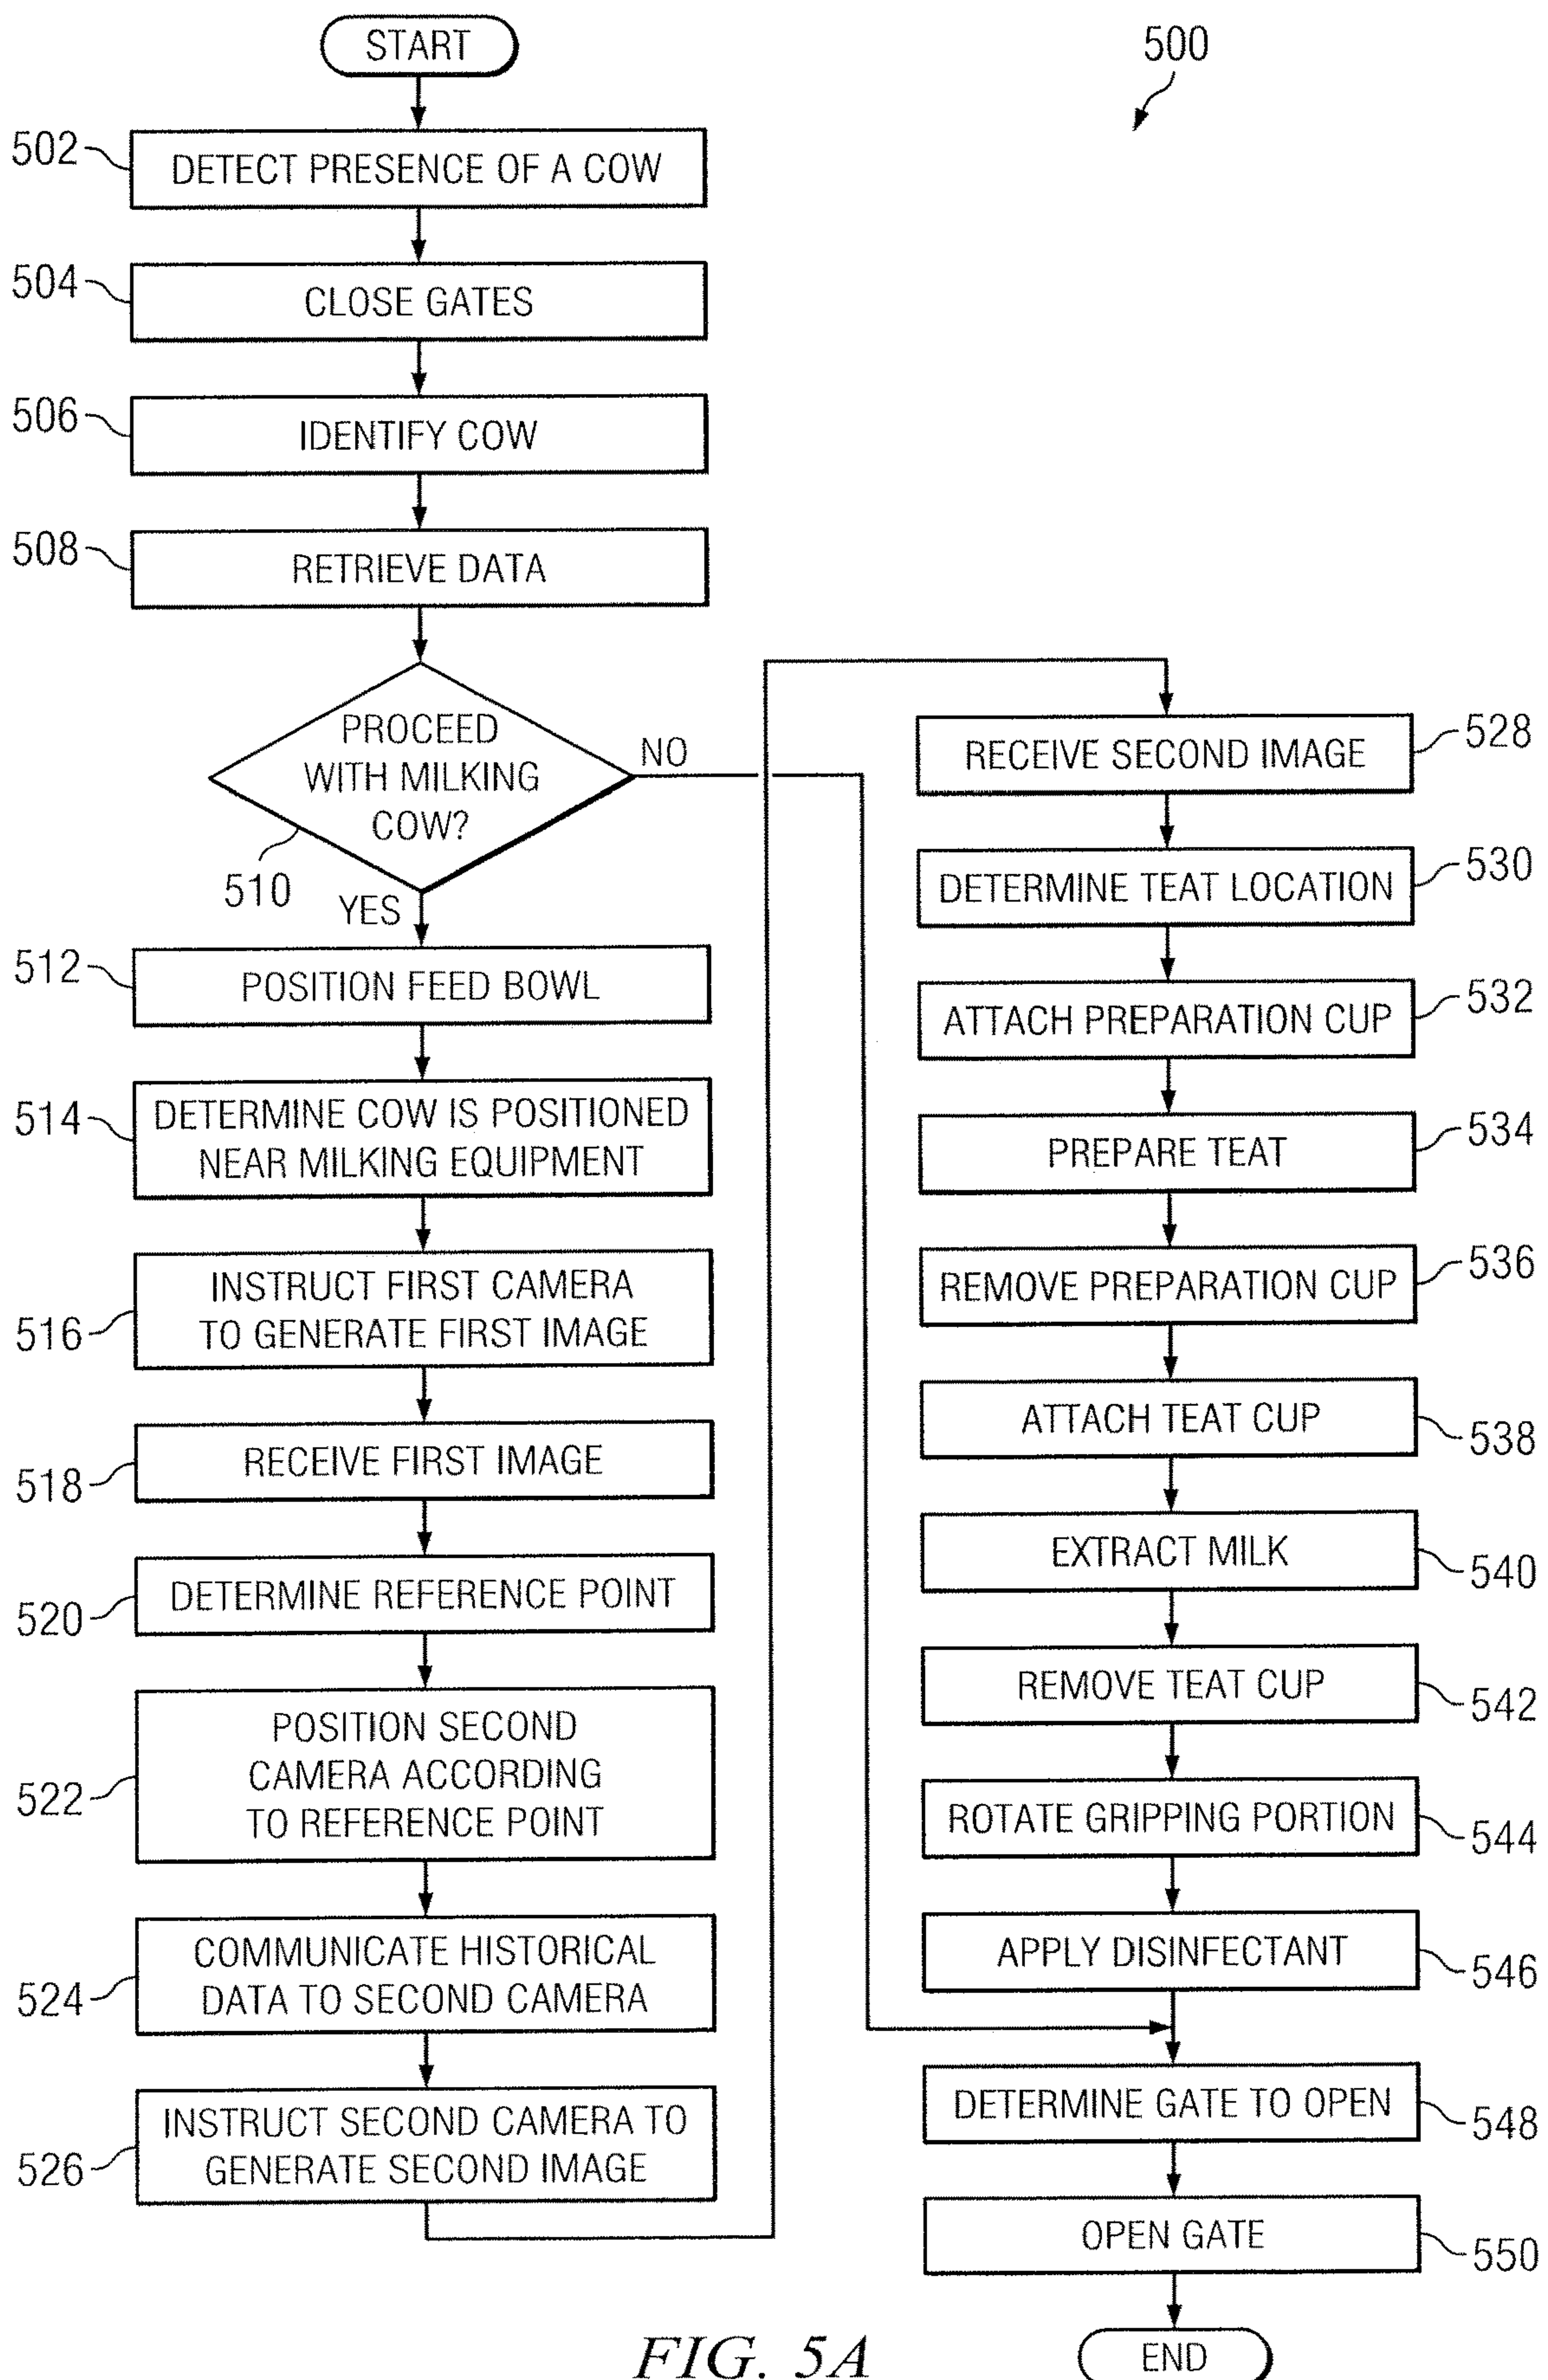 START
500
502
DETECT PRESENCE OF A COW
504
CLOSE GATES
506
IDENTIFY COW
508
RETRIEVE DATA
PROCEED
WITH MILKING
COW?
NO
510
YES
512
POSITION FEED BOWL
514
DETERMINE COW IS POSITIONED
NEAR MILKING EQUIPMENT
516
INSTRUCT FIRST CAMERA
TO GENERATE FIRST IMAGE
518
RECEIVE FIRST IMAGE
520
DETERMINE REFERENCE POINT
522
POSITION SECOND
CAMERA ACCORDING
TO REFERENCE POINT
524
COMMUNICATE HISTORICAL
DATA TO SECOND CAMERA
526
INSTRUCT SECOND CAMERA TO
GENERATE SECOND IMAGE
RECEIVE SECOND IMAGE
528
DETERMINE TEAT LOCATION
530
ATTACH PREPARATION CUP
532
PREPARE TEAT
534
REMOVE PREPARATION CUP
536
ATTACH TEAT CUP
538
EXTRACT MILK
540
REMOVE TEAT CUP
542
ROTATE GRIPPING PORTION
544
APPLY DISINFECTANT
546
DETERMINE GATE TO OPEN
548
OPEN GATE
550
END
FIG. 5A